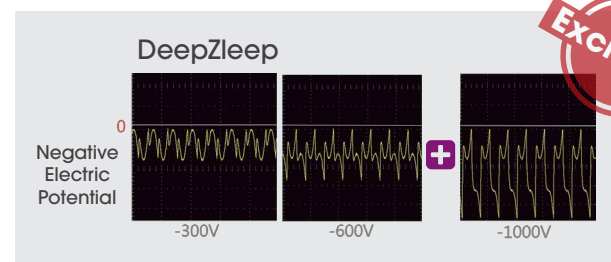 DeepZleep
0
Negative
Electric
Potential
-300V
-600V
-1000V